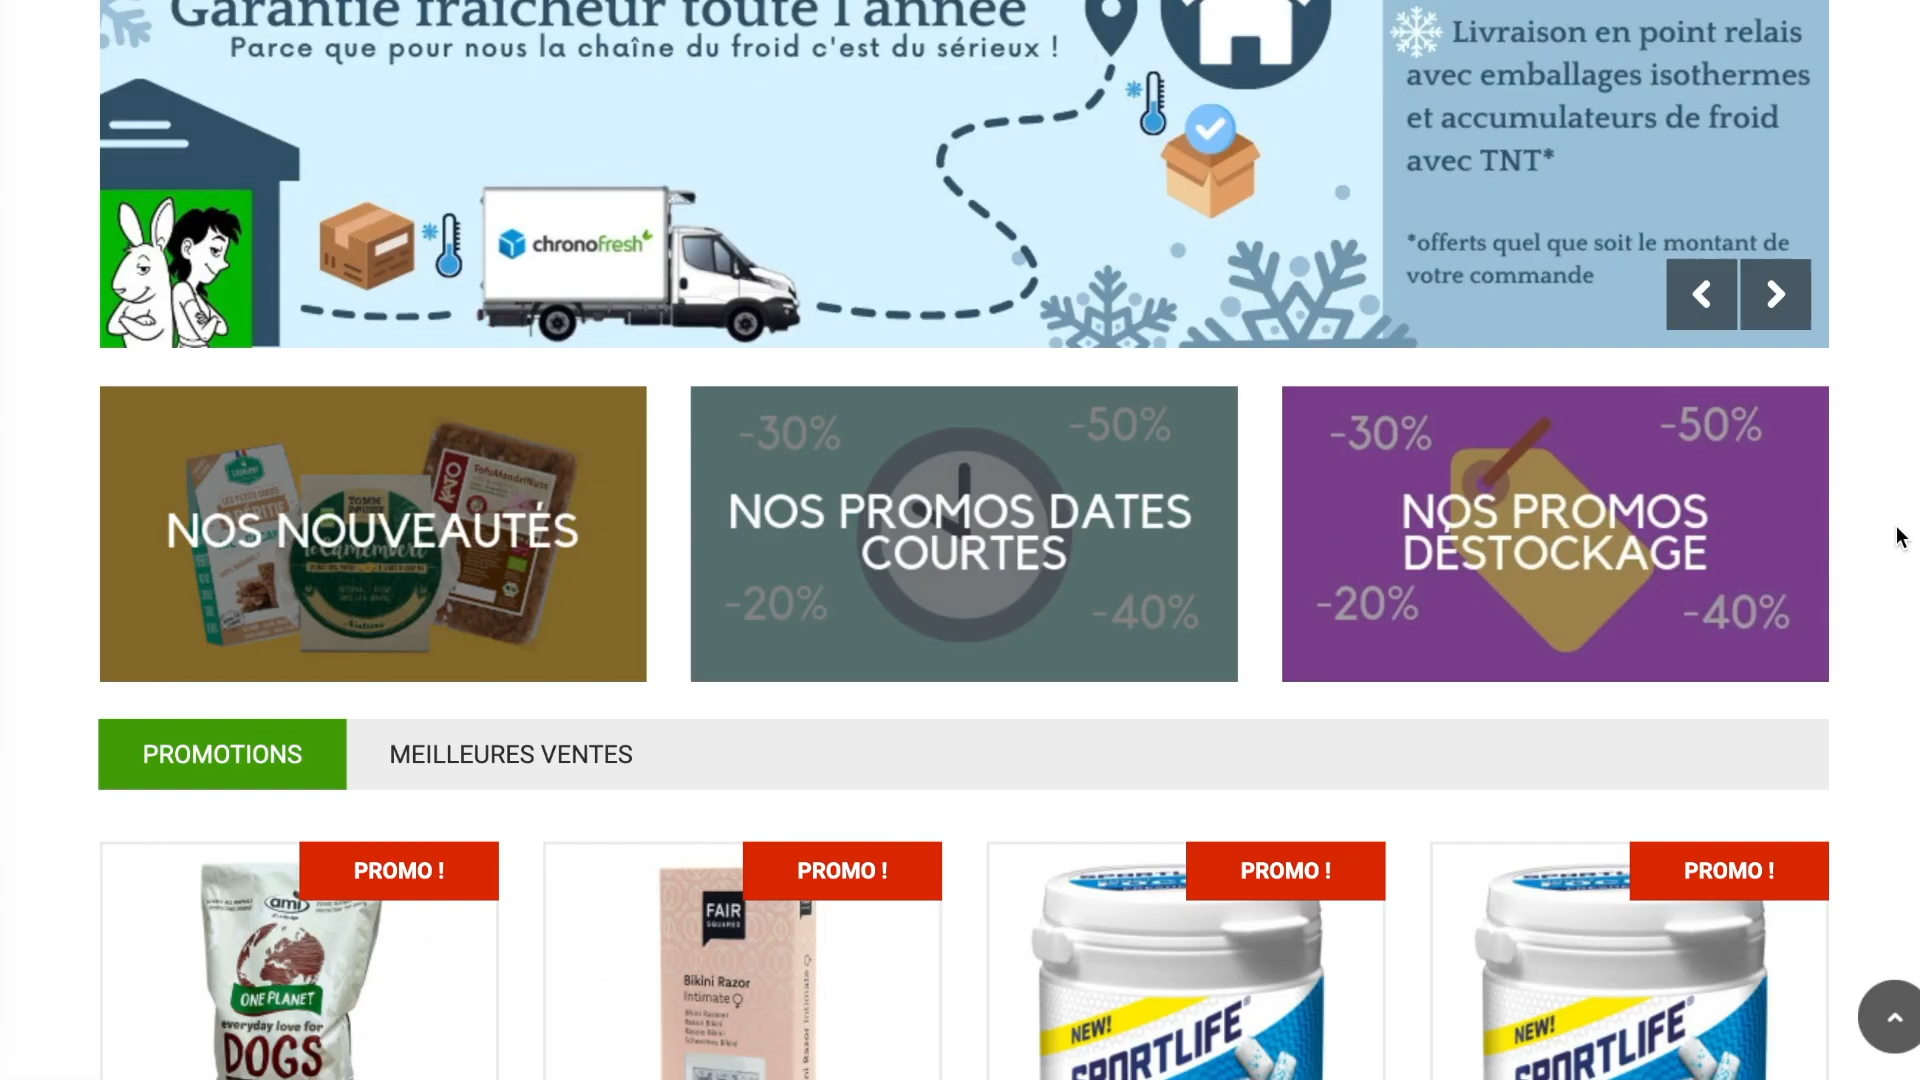 Garantie fraîcheur toute l'année
Parce que pour nous la chaîne du froid c'est du sérieux !
Livraison en point relais
avec emballages isothermes
et accumulateurs de froid
avec TNT*
*offerts quel que soit le montant de
votre commande
chronofresh
NOS NOUVEAUTÉS
TOMM'
KATO
TofuMandelNuss
-30%
-50%
NOS PROMOS DATES
COURTES
-20%
-40%
-30%
-50%
NOS PROMOS
DÉSTOCKAGE
-20%
-40%
PROMOTIONS
MEILLEURES VENTES
PROMO !
PROMO !
PROMO !
PROMO !
ami
ONE PLANET
everyday love for
DOGS
FAIR
SQUARED
Bikini Razor
Intimate
NEW!
SPORTLIFE
NEW!
SPORTLIFE